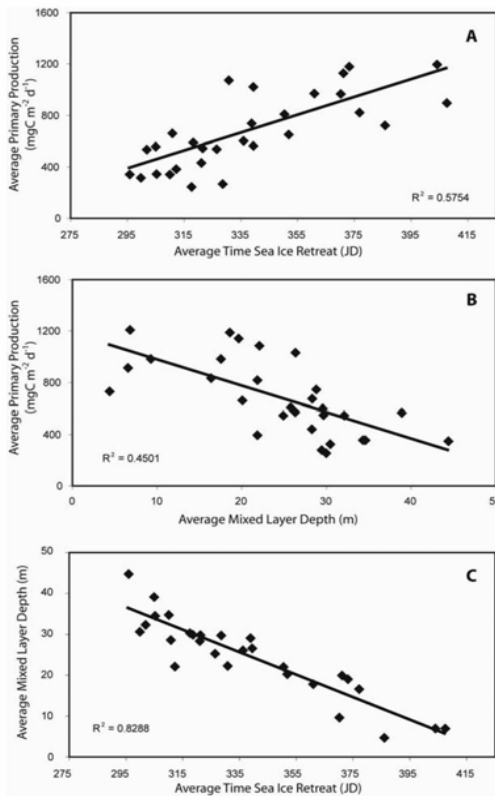 A
Average Primary Production
(mgC m⁻² d⁻¹)
1600
1200
800
400
0
R² = 0.5754
275 295 315 335 355 375 395 415
Average Time Sea Ice Retreat (JD)
B
Average Primary Production
(mgC m⁻² d⁻¹)
1600
1200
800
400
0
R² = 0.4501
0 10 20 30 40 50
Average Mixed Layer Depth (m)
C
Average Mixed Layer Depth (m)
50
40
30
20
10
0
R² = 0.8288
275 295 315 335 355 375 395 415
Average Time Sea Ice Retreat (JD)